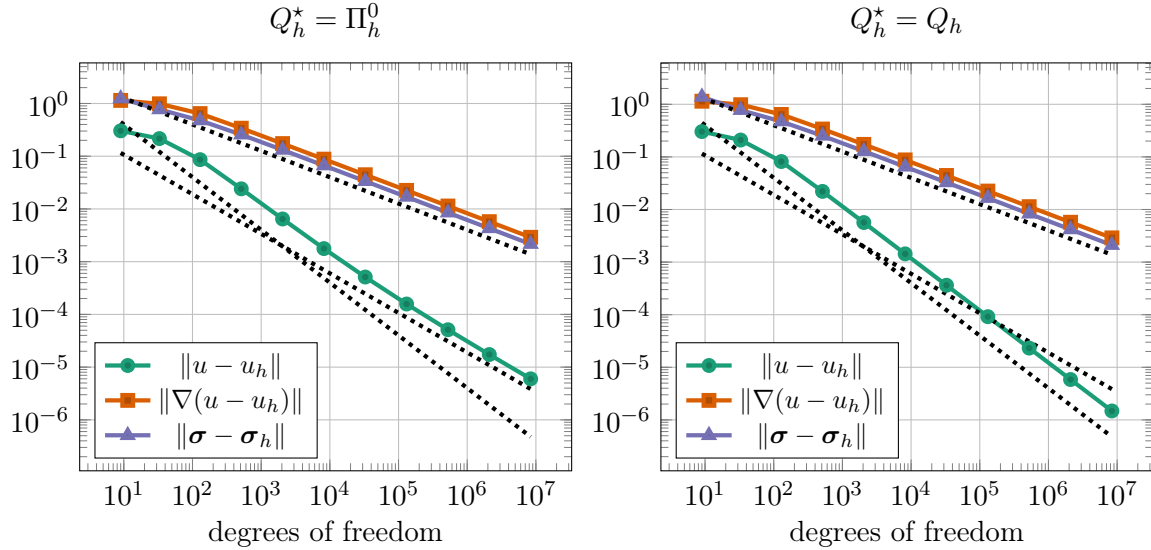 $Q_h^\star = \Pi_h^0$
10^0
10^{-1}
10^{-2}
10^{-3}
10^{-4}
10^{-5}
10^{-6}
‖u − u_h‖
‖∇(u − u_h)‖
‖σ − σ_h‖
10^1 10^2 10^3 10^4 10^5 10^6 10^7
degrees of freedom
$Q_h^\star = Q_h$
10^0
10^{-1}
10^{-2}
10^{-3}
10^{-4}
10^{-5}
10^{-6}
‖u − u_h‖
‖∇(u − u_h)‖
‖σ − σ_h‖
10^1 10^2 10^3 10^4 10^5 10^6 10^7
degrees of freedom